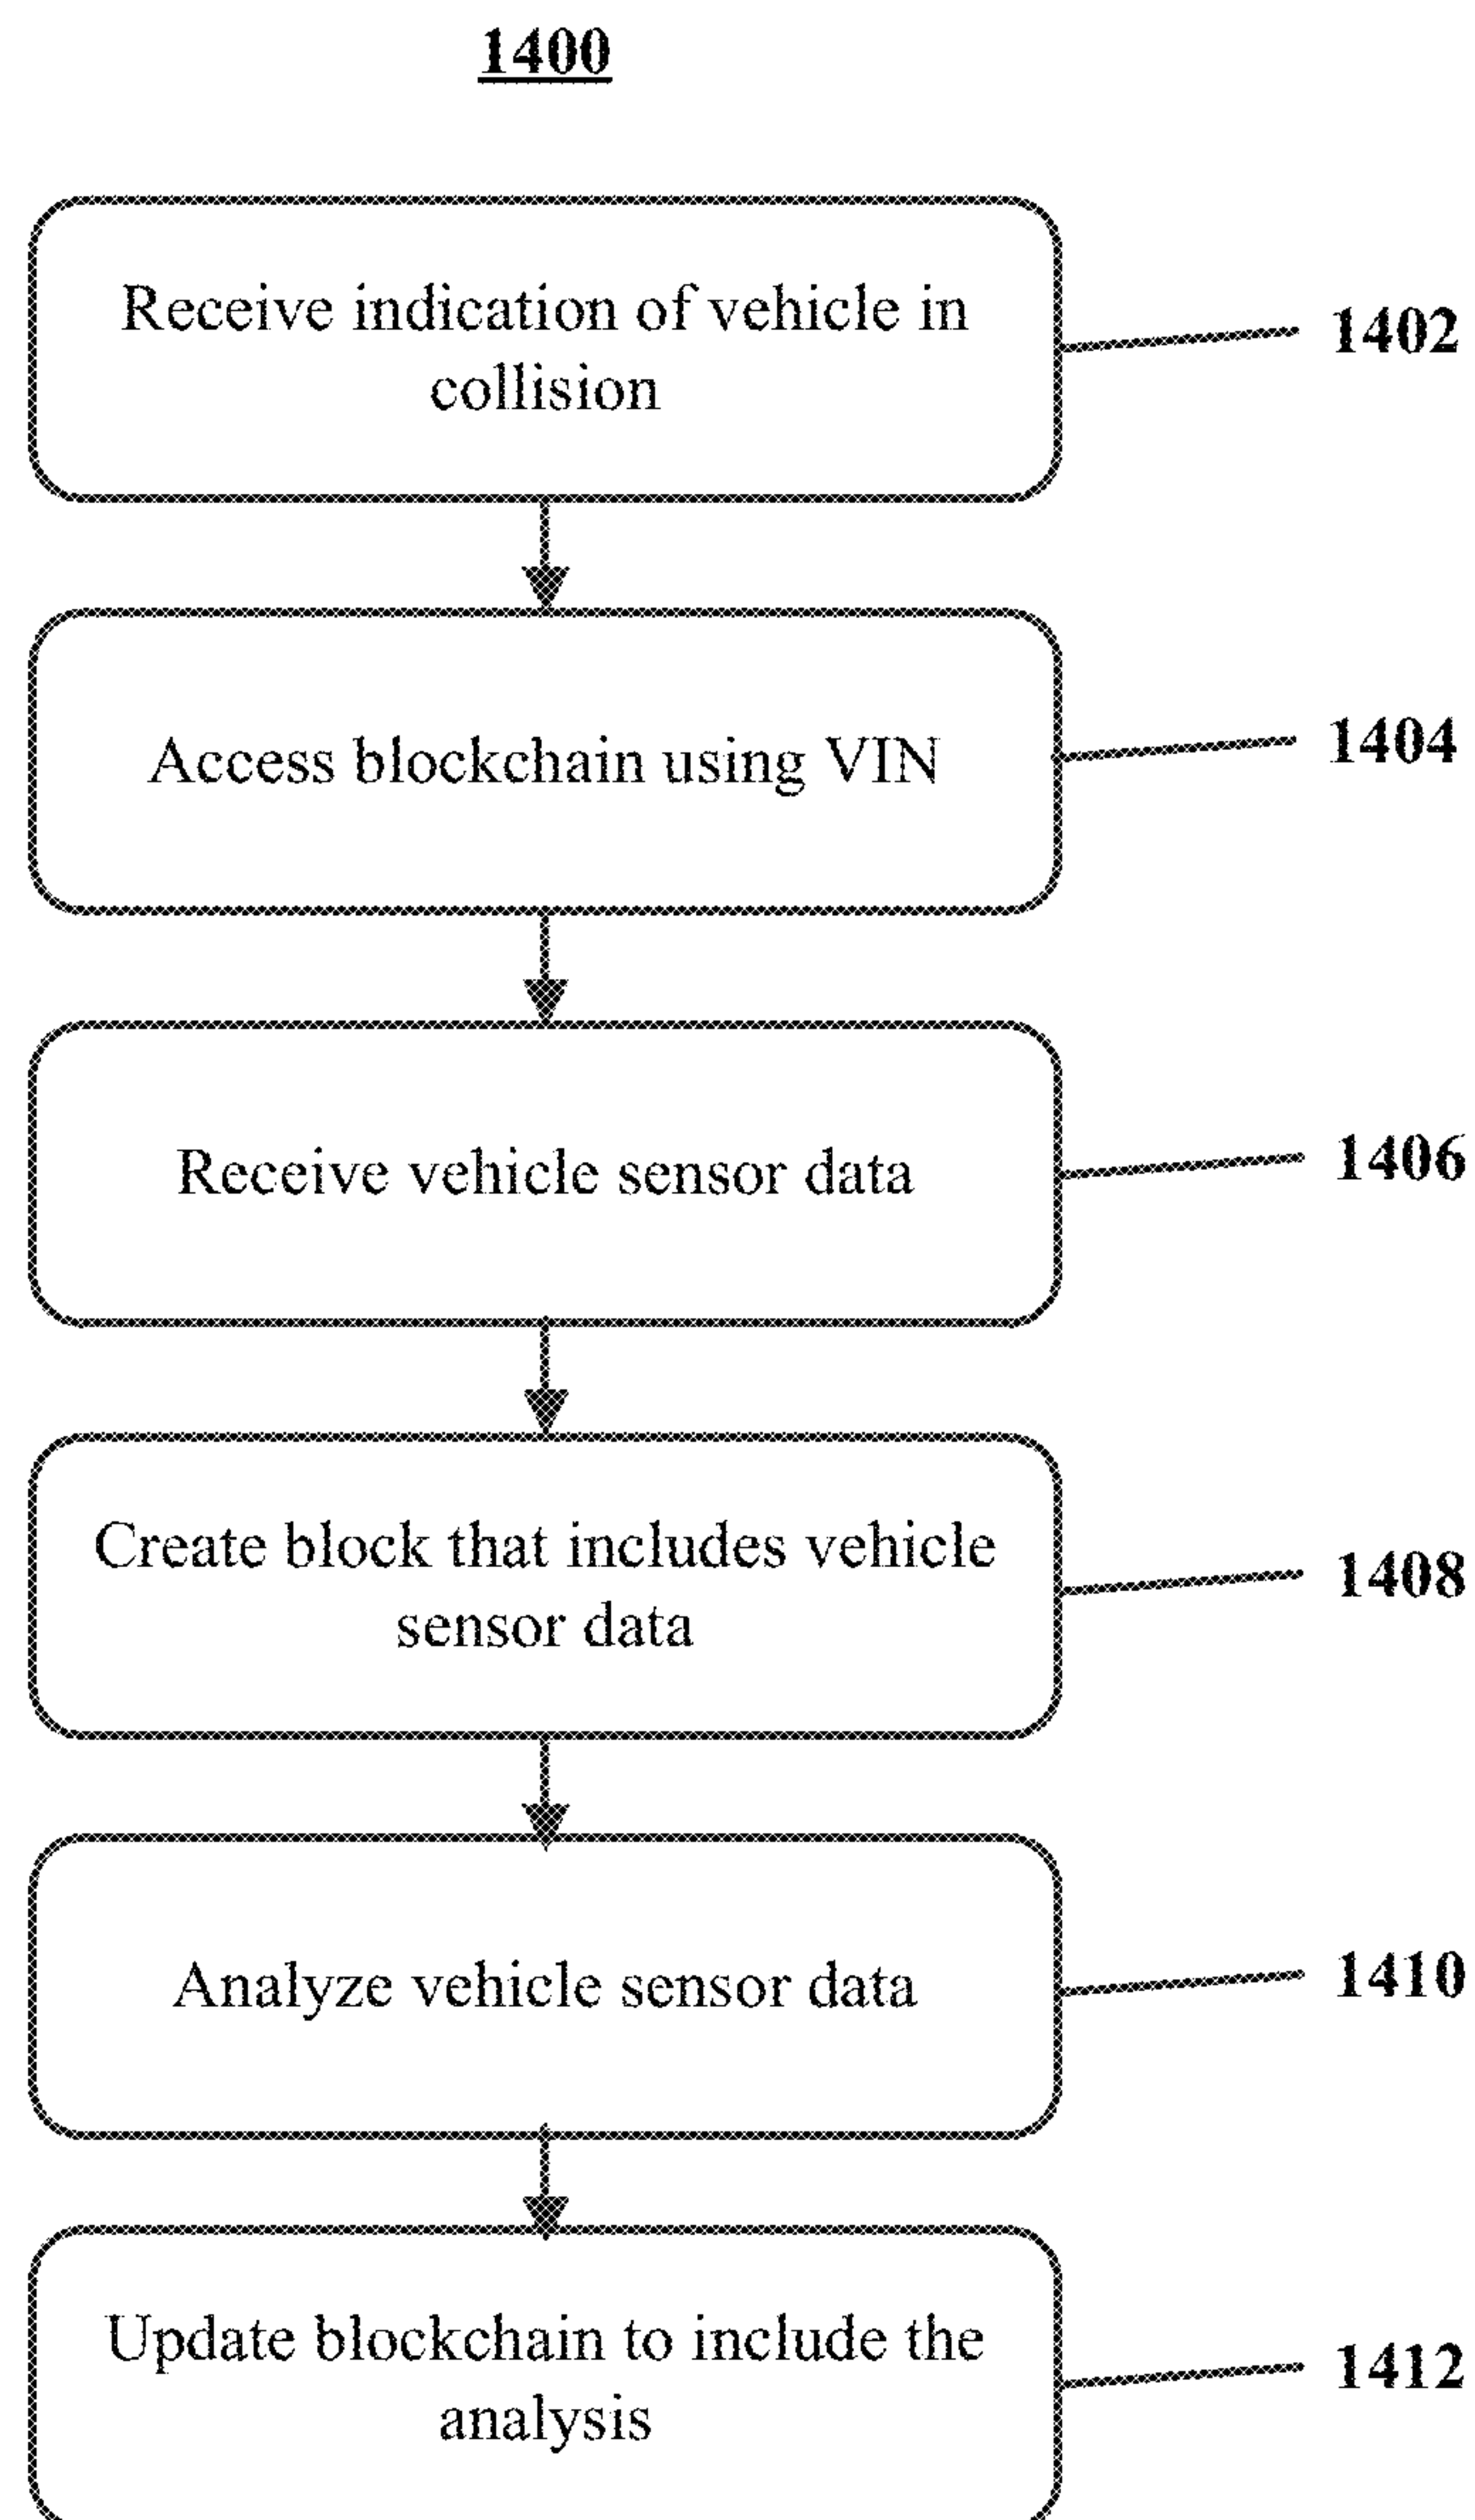 1400
Receive indication of vehicle in
collision
1402
Access blockchain using VIN
1404
Receive vehicle sensor data
1406
Create block that includes vehicle
sensor data
1408
Analyze vehicle sensor data
1410
Update blockchain to include the
analysis
1412